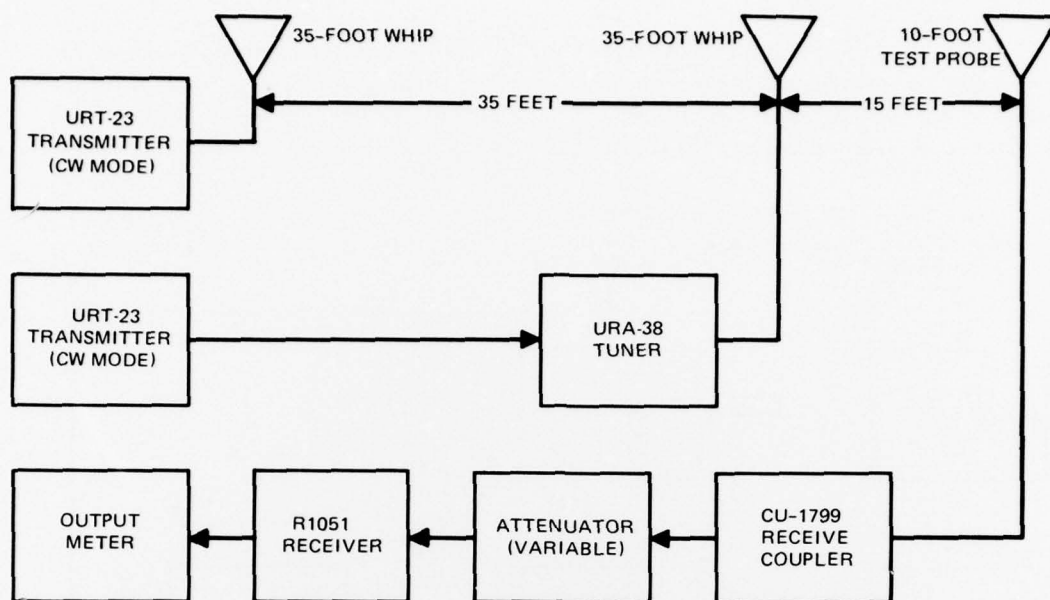 35-FOOT WHIP
35-FOOT WHIP
10-FOOT
TEST PROBE
35 FEET
15 FEET
URT-23
TRANSMITTER
(CW MODE)
URT-23
TRANSMITTER
(CW MODE)
URA-38
TUNER
OUTPUT
METER
R1051
RECEIVER
ATTENUATOR
(VARIABLE)
CU-1799
RECEIVE
COUPLER